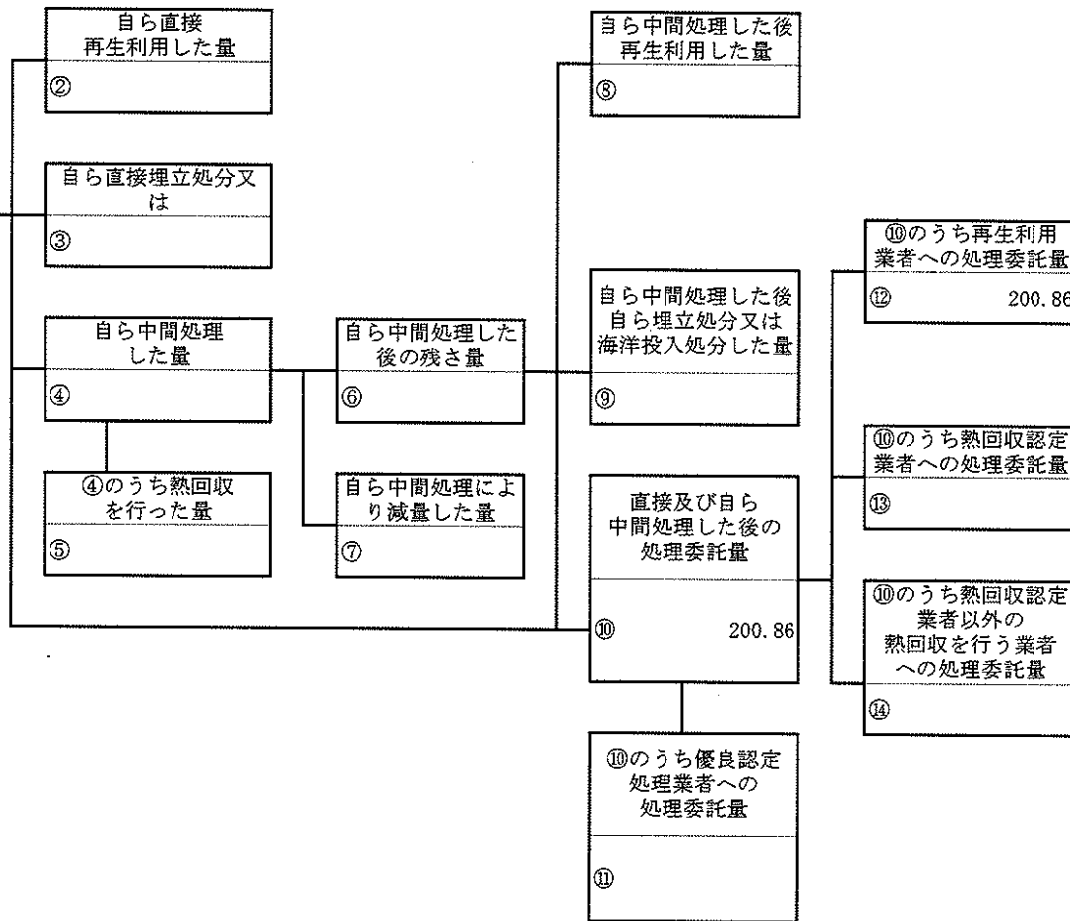 自ら直接
再生利用した量
②
自ら直接埋立処分又
は
③
自ら中間処理
した量
④
④のうち熱回収
を行った量
⑤
自ら中間処理した
後の残さ量
⑥
自ら中間処理によ
り減量した量
⑦
自ら中間処理した後
再生利用した量
⑧
自ら中間処理した後
自ら埋立処分又は
海洋投入処分した量
⑨
直接及び自ら
中間処理した後の
処理委託量
⑩ 200.86
⑩のうち優良認定
処理業者への
処理委託量
⑪
⑩のうち再生利用
業者への処理委託量
⑫ 200.86
⑩のうち熱回収認定
業者への処理委託量
⑬
⑩のうち熱回収認定
業者以外の
熱回収を行う業者
への処理委託量
⑭